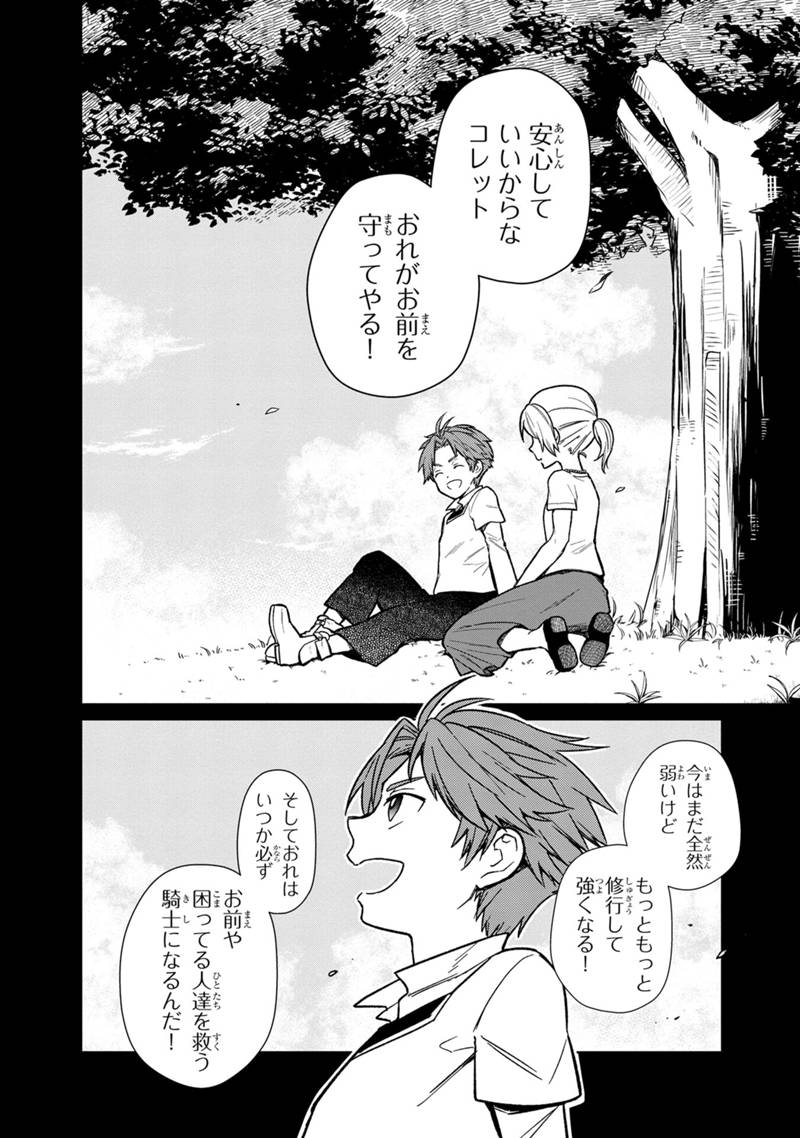 安心して
いいからな
コレット
おれがお前を
守ってやる！
今はまだ全然
弱いけど
もっともっと
修行して
強くなる！
そしておれは
いつか必ず
お前や
困ってる人達を救う
騎士になるんだ！